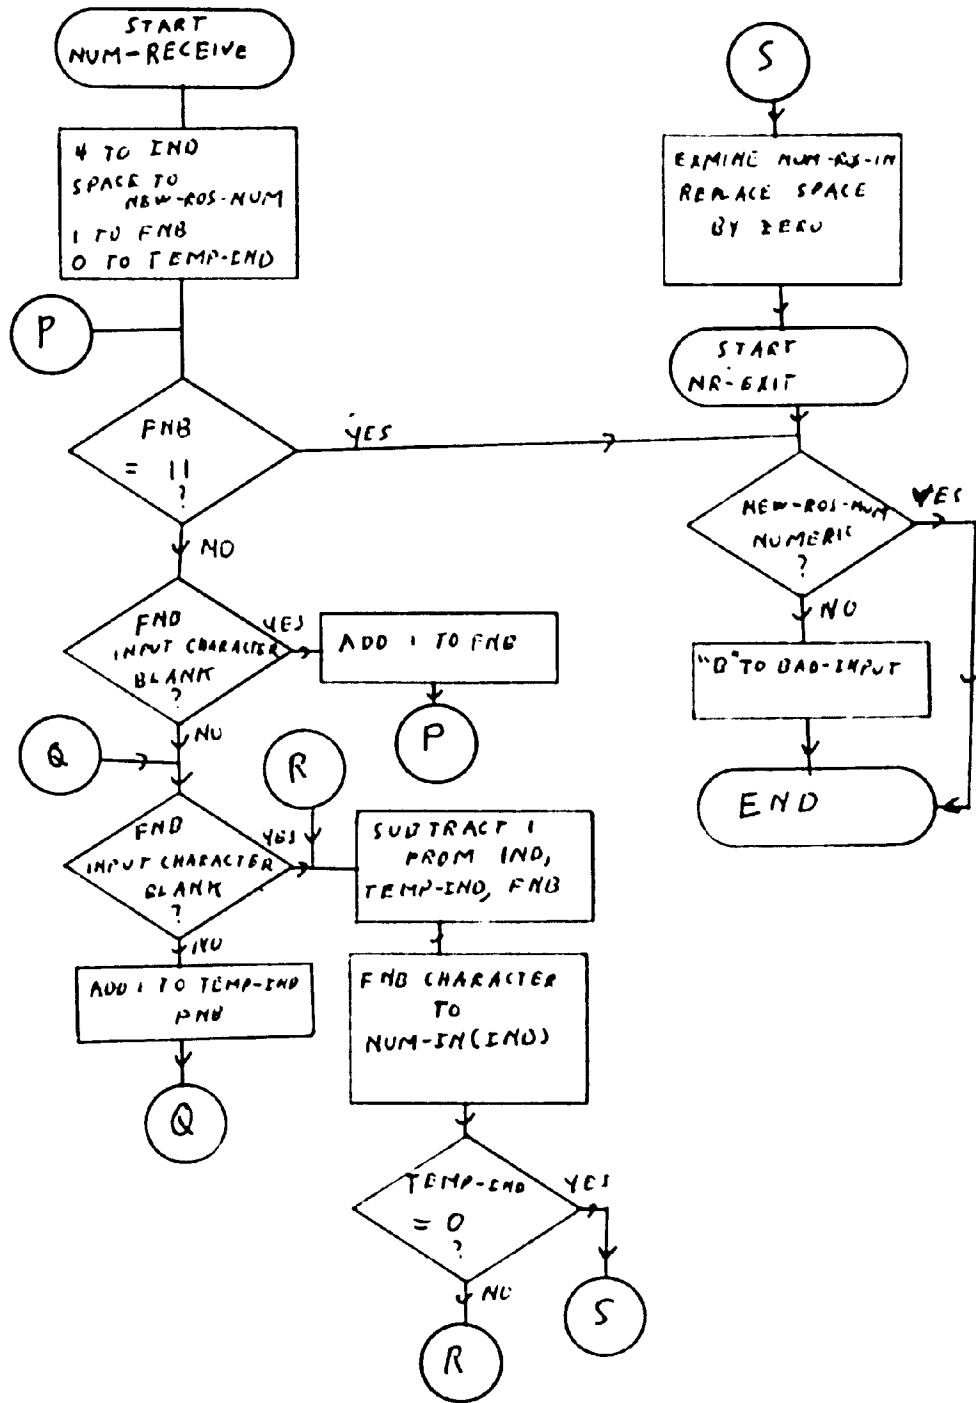 START
NUM-RECEIVE
4 TO IND
SPACE TO
NEW-ROS-NUM
1 TO FNB
0 TO TEMP-IND
P
FNB
= 11
?
YES
NO
FNB
INPUT CHARACTER
BLANK
?
YES
ADD 1 TO FNB
P
NO
Q
R
FNB
INPUT CHARACTER
BLANK
?
YES
SUBTRACT 1
FROM IND,
TEMP-IND, FNB
NO
ADD 1 TO TEMP-IND
FNB
Q
FNB CHARACTER
TO
NUM-IN(IND)
TEMP-IND
= 0
?
YES
S
NO
R
S
EXMINE NUM-RS-IN
REPLACE SPACE
BY ZERO
START
NR-EXIT
NEW-ROS-NUM
NUMERIC
?
YES
NO
"B" TO BAD-INPUT
END